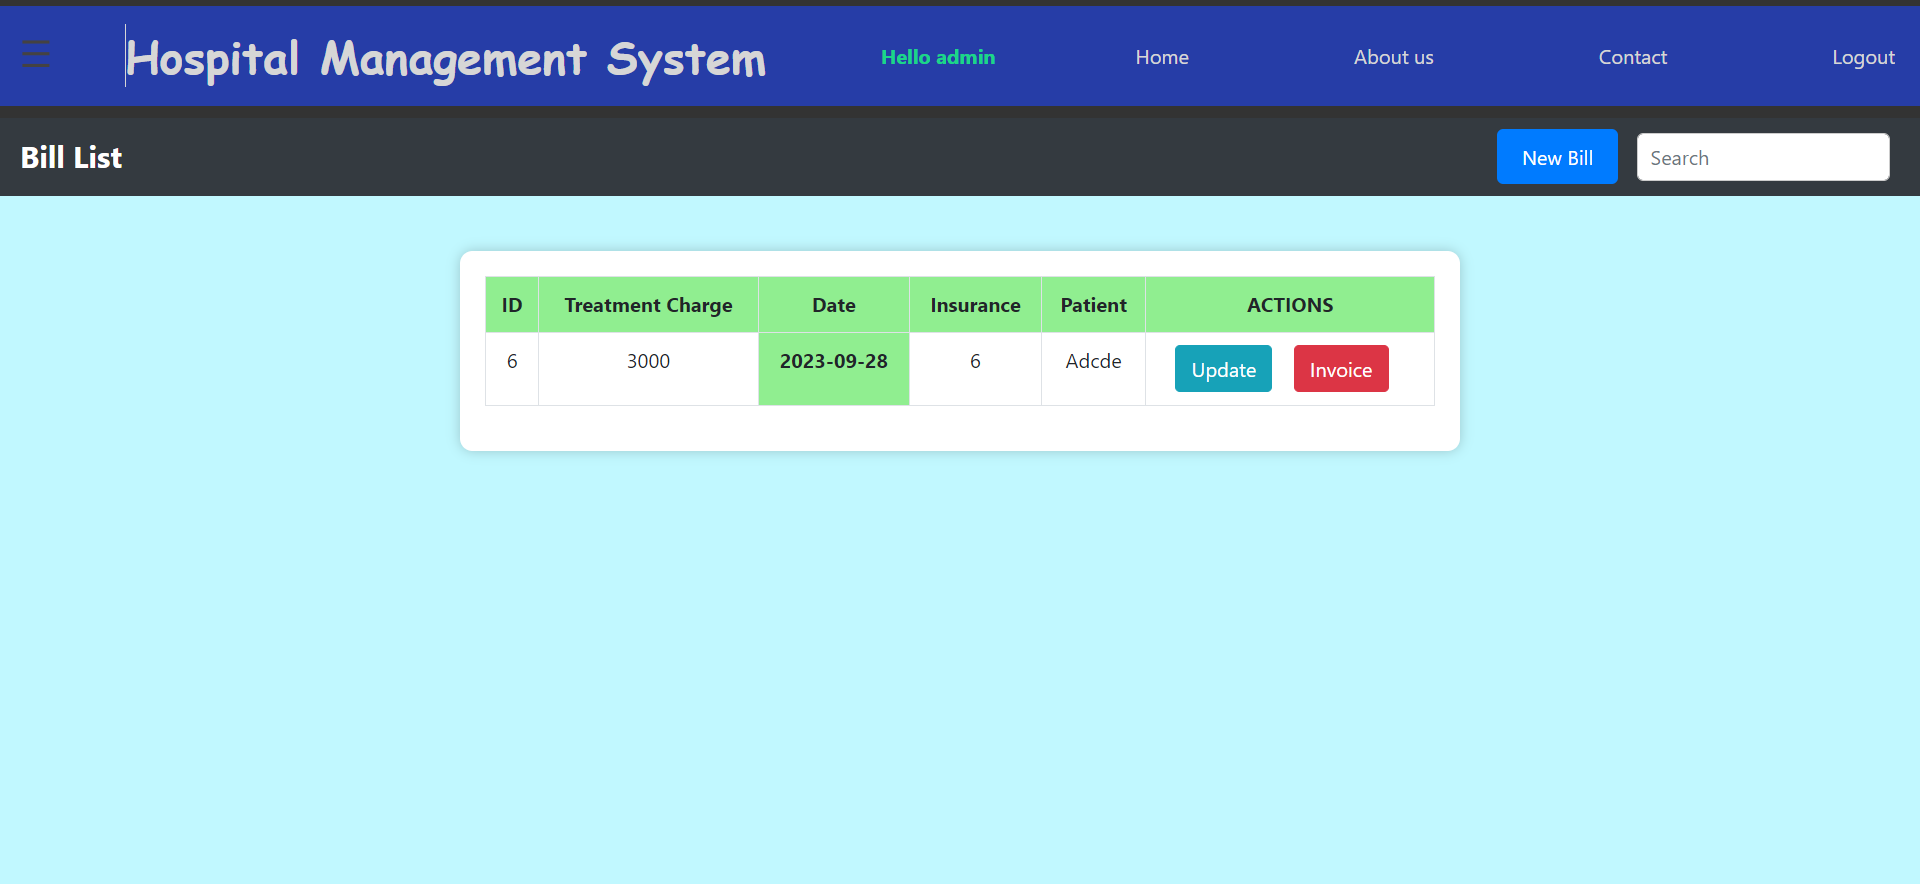 Hospital Management System Hello admin Home About us Contact Logout
Bill List New Bill Search
ID Treatment Charge Date Insurance Patient ACTIONS
6 3000 2023-09-28 6 Adcde Update Invoice